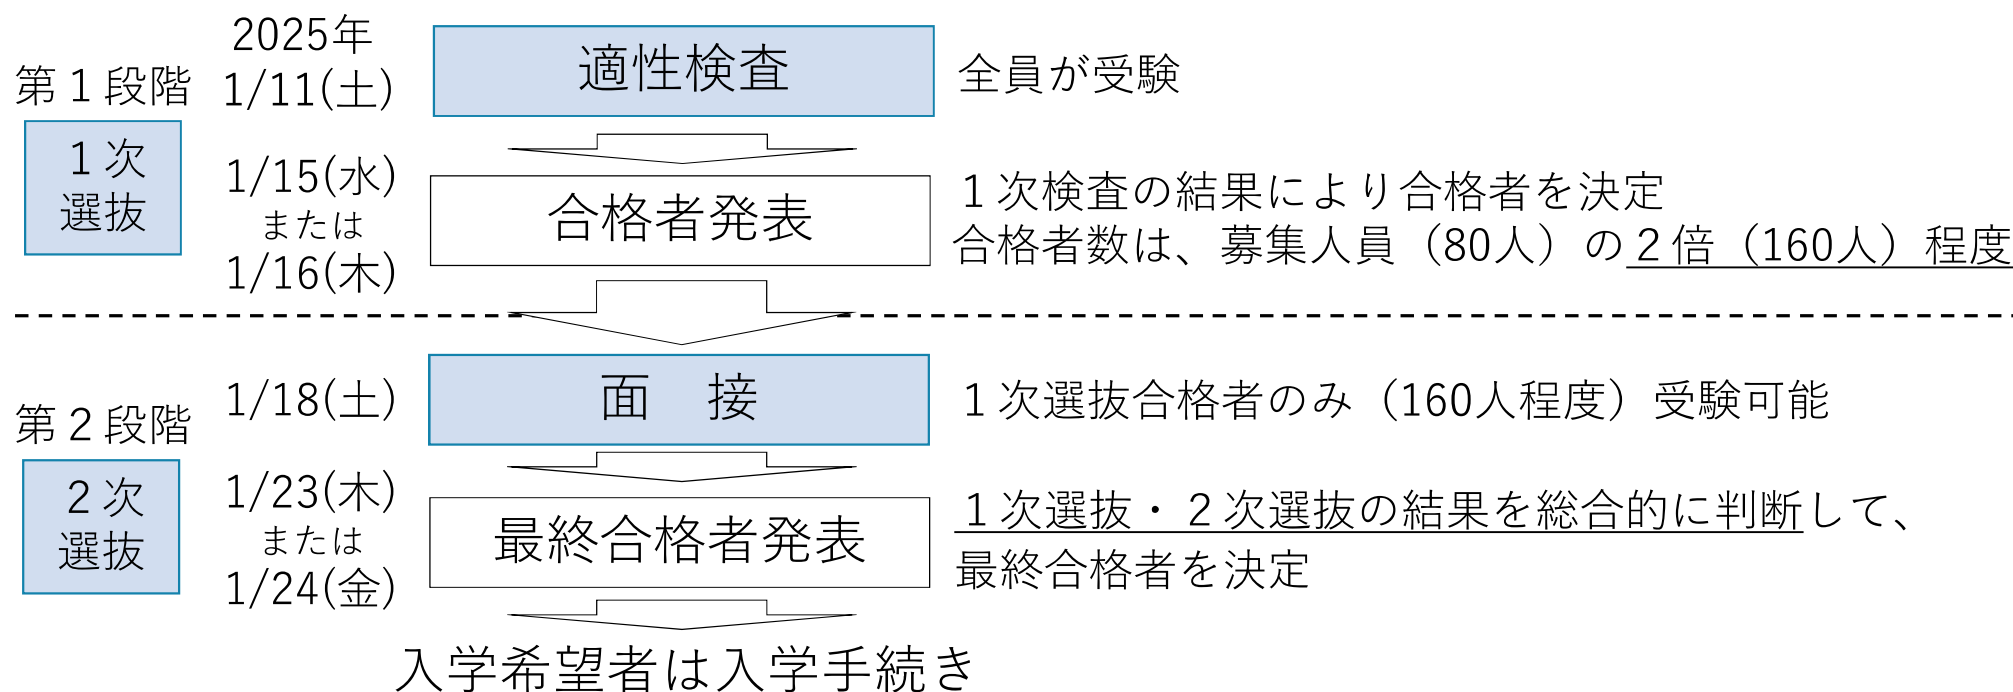 2025年
1/11(土)
適性検査
全員が受験
第１段階
１次
選抜
1/15(水)
または
1/16(木)
合格者発表
１次検査の結果により合格者を決定
合格者数は、募集人員（80人）の２倍（160人）程度
1/18(土)
面　接
１次選抜合格者のみ（160人程度）受験可能
第２段階
２次
選抜
1/23(木)
または
1/24(金)
最終合格者発表
１次選抜・２次選抜の結果を総合的に判断して、
最終合格者を決定
入学希望者は入学手続き